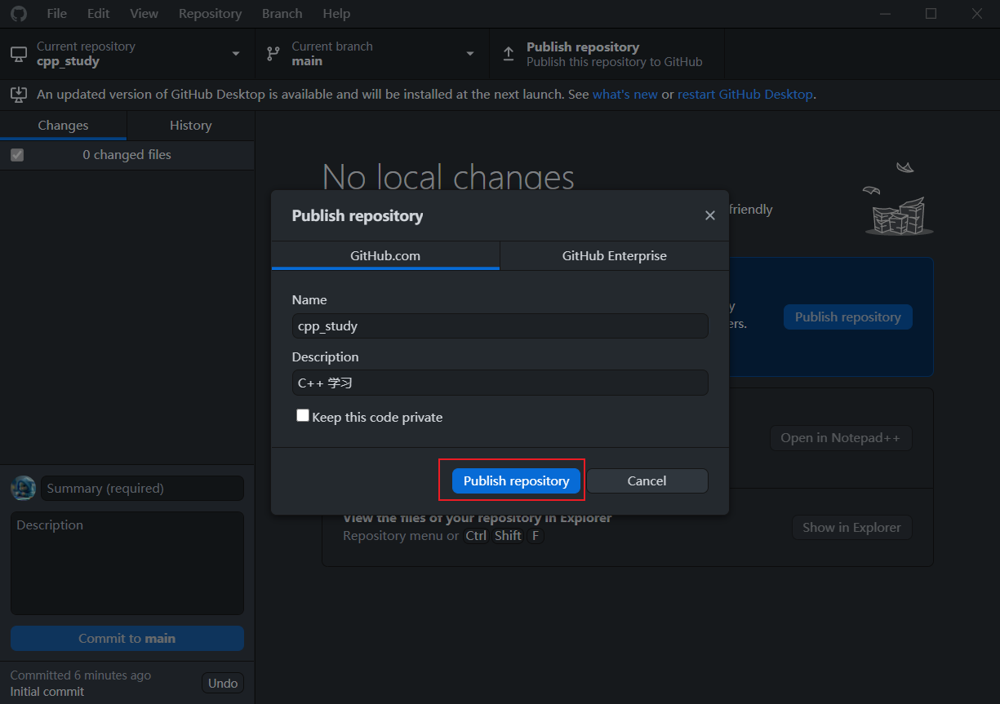 File Edit View Repository Branch Help
Current repository
cpp_study
Current branch
main
Publish repository
Publish this repository to GitHub
An updated version of GitHub Desktop is available and will be installed at the next launch. See what's new or restart GitHub Desktop.
Changes History
0 changed files
No local changes
friendly
Publish repository
GitHub.com GitHub Enterprise
Name
cpp_study
Description
C++ 学习
Keep this code private
Publish repository Cancel
y
ers.
Publish repository
Open in Notepad++
View the files of your repository in Explorer
Repository menu or Ctrl Shift F
Show in Explorer
Summary (required)
Description
Commit to main
Committed 6 minutes ago
Initial commit
Undo